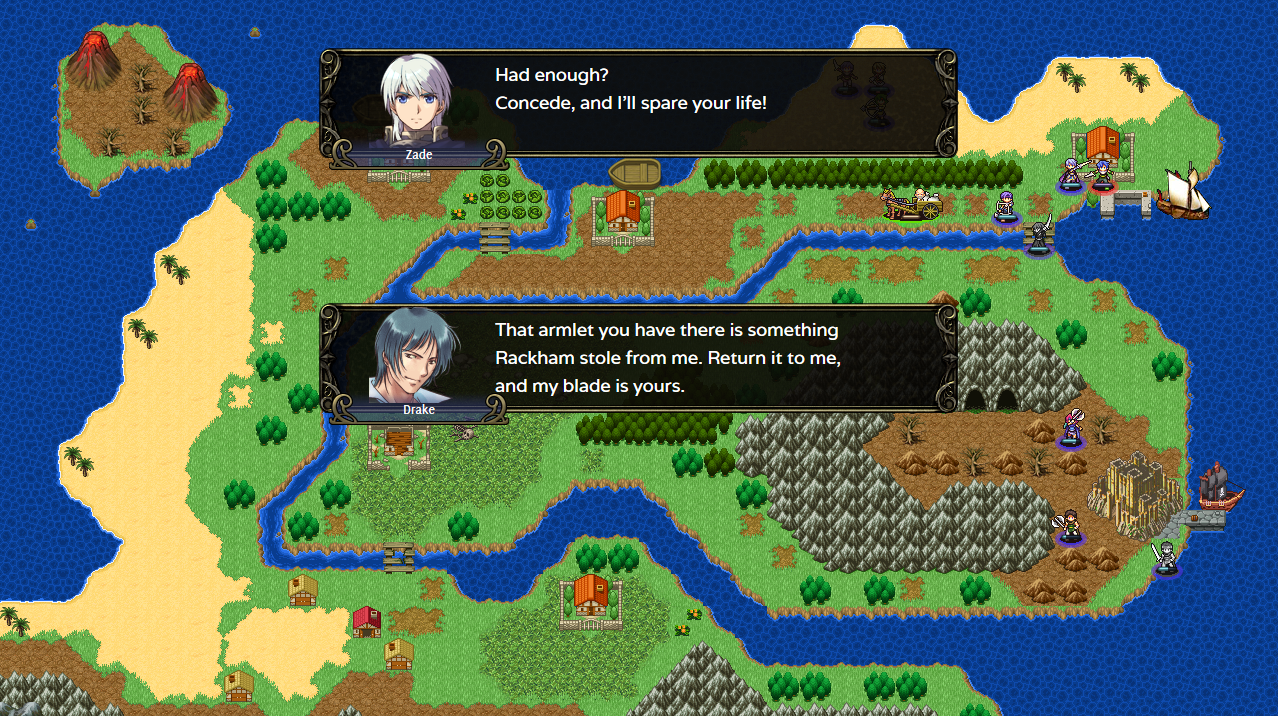 Had enough?
Concede, and I'll spare your life!
Zade
That armlet you have there is something
Rackham stole from me. Return it to me,
and my blade is yours.
Drake